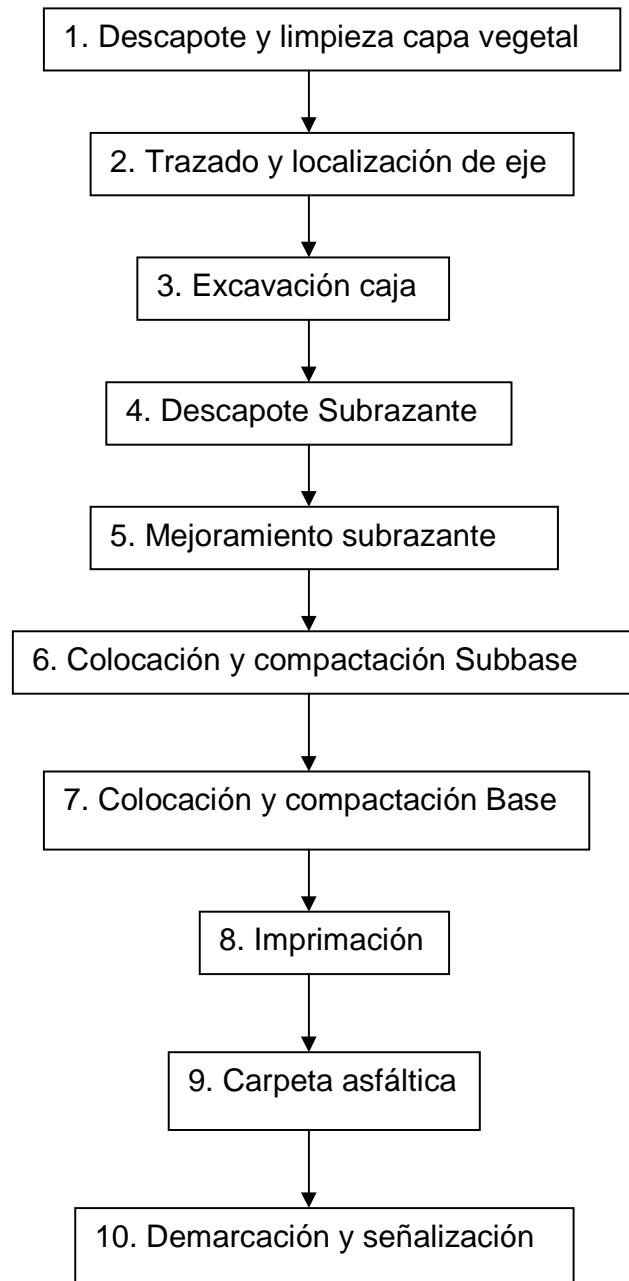 1. Descapote y limpieza capa vegetal
2. Trazado y localización de eje
3. Excavación caja
4. Descapote Subrazante
5. Mejoramiento subrazante
6. Colocación y compactación Subbase
7. Colocación y compactación Base
8. Imprimación
9. Carpeta asfáltica
10. Demarcación y señalización